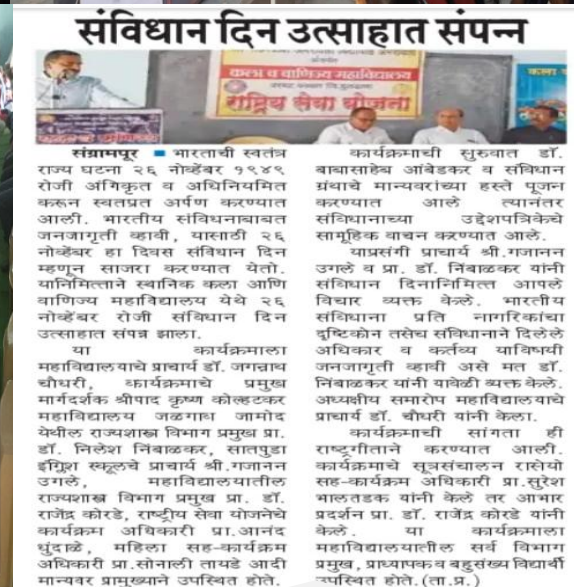 संविधान दिन उत्साहात संपन्न
कला व वाणिज्य महाविद्यालय
राष्ट्रिय सेवा योजना
कला
संग्रामपूर ■ भारताची स्वतंत्र
राज्य घटना २६ नोव्हेंबर १९४९
रोजी अंगिकृत व अधिनियमित
करून स्वतप्रत अर्पण करण्यात
आली. भारतीय संविधनाबाबत
जनजागृती व्हावी, यासाठी २६
नोव्हेंबर हा दिवस संविधान दिन
म्हणून साजरा करण्यात येतो.
यानिमित्ताने स्थानिक कला आणि
वाणिज्य महाविद्यालय येथे २६
नोव्हेंबर रोजी संविधान दिन
उत्साहात संपन्न झाला.
या कार्यक्रमाला
महाविद्यालयाचे प्राचार्य डॉ. जगन्नाथ
चौधरी, कार्यक्रमाचे प्रमुख
मार्गदर्शक श्रीपाद कृष्ण कोल्हटकर
महाविद्यालय जळगाव जामोद
येथील राज्यशास्त्र विभाग प्रमुख प्रा.
डॉ. निलेश निंबाळकर, सातपुडा
इंग्लिश स्कूलचे प्राचार्य श्री.गजानन
उगले, महाविद्यालयातील
राज्यशास्त्र विभाग प्रमुख प्रा. डॉ.
राजेंद्र कोरडे, राष्ट्रीय सेवा योजनेचे
कार्यक्रम अधिकारी प्रा.आनंद
धुंदाळे, महिला सह-कार्यक्रम
अधिकारी प्रा.सोनाली तायडे आदी
मान्यवर प्रामुख्याने उपस्थित होते.
कार्यक्रमाची सुरुवात डॉ.
बाबासाहेब आंबेडकर व संविधान
ग्रंथाचे मान्यवरांच्या हस्ते पूजन
करण्यात आले त्यानंतर
संविधानाच्या उद्देशपत्रिकेचे
सामूहिक वाचन करण्यात आले.
याप्रसंगी प्राचार्य श्री.गजानन
उगले व प्रा. डॉ. निंबाळकर यांनी
संविधान दिनानिमित्त आपले
विचार व्यक्त केले. भारतीय
संविधाना प्रति नागरिकांचा
दृष्टिकोन तसेच संविधानाने दिलेले
अधिकार व कर्तव्य याविषयी
जनजागृती व्हावी असे मत डॉ.
निंबाळकर यांनी यावेळी व्यक्त केले.
अध्यक्षीय समारोप महाविद्यालयाचे
प्राचार्य डॉ. चौधरी यांनी केला.
कार्यक्रमाची सांगता ही
राष्ट्रगीताने करण्यात आली.
कार्यक्रमाचे सूत्रसंचालन रासेयो
सह-कार्यक्रम अधिकारी प्रा.सुरेश
भालतडक यांनी केले तर आभार
प्रदर्शन प्रा. डॉ. राजेंद्र कोरडे यांनी
केले. या कार्यक्रमाला
महाविद्यालयातील सर्व विभाग
प्रमुख, प्राध्यापक व बहुसंख्य विद्यार्थी
उपस्थित होते.(ता.प्र.)